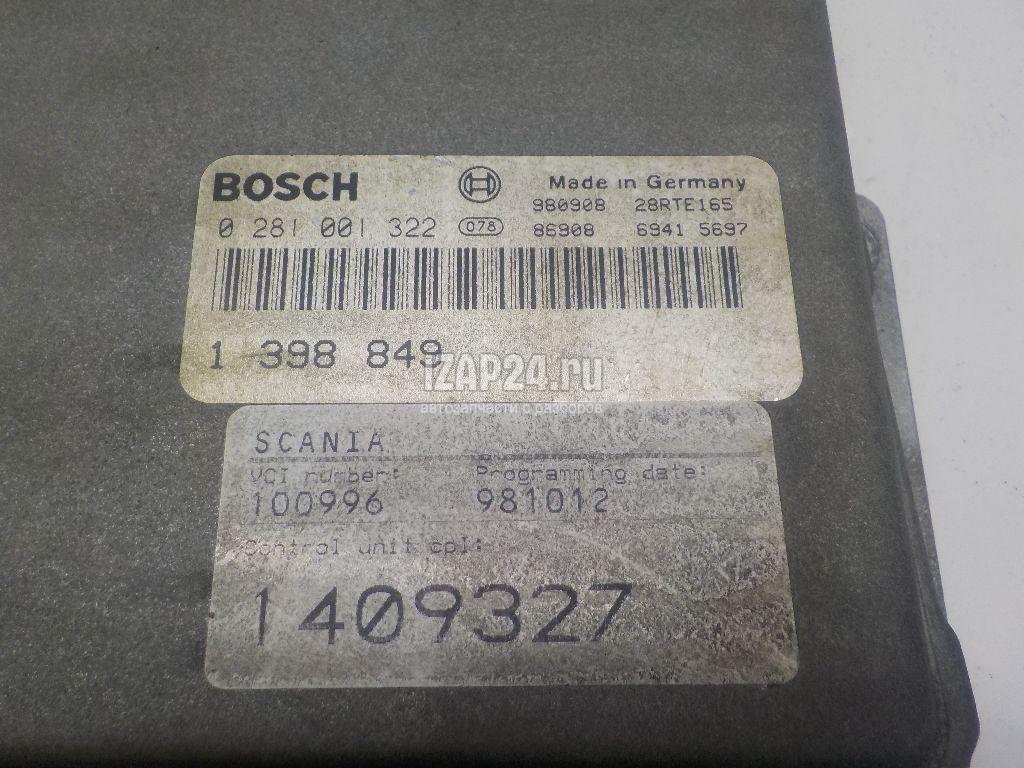 BOSCH Made in Germany
980908 28RTE165
0 281 001 322 078 86908 6941 5697
1 398 849
IZAP24.ru
автозапчасти с разборов
SCANIA
VCI number: Programming date:
100996 981012
Control unit cpl:
1409327